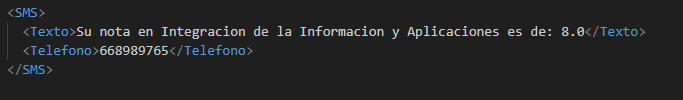 <SMS>
<Texto>Su nota en Integracion de la Informacion y Aplicaciones es de: 8.0</Texto>
<Telefono>668989765</Telefono>
</SMS>